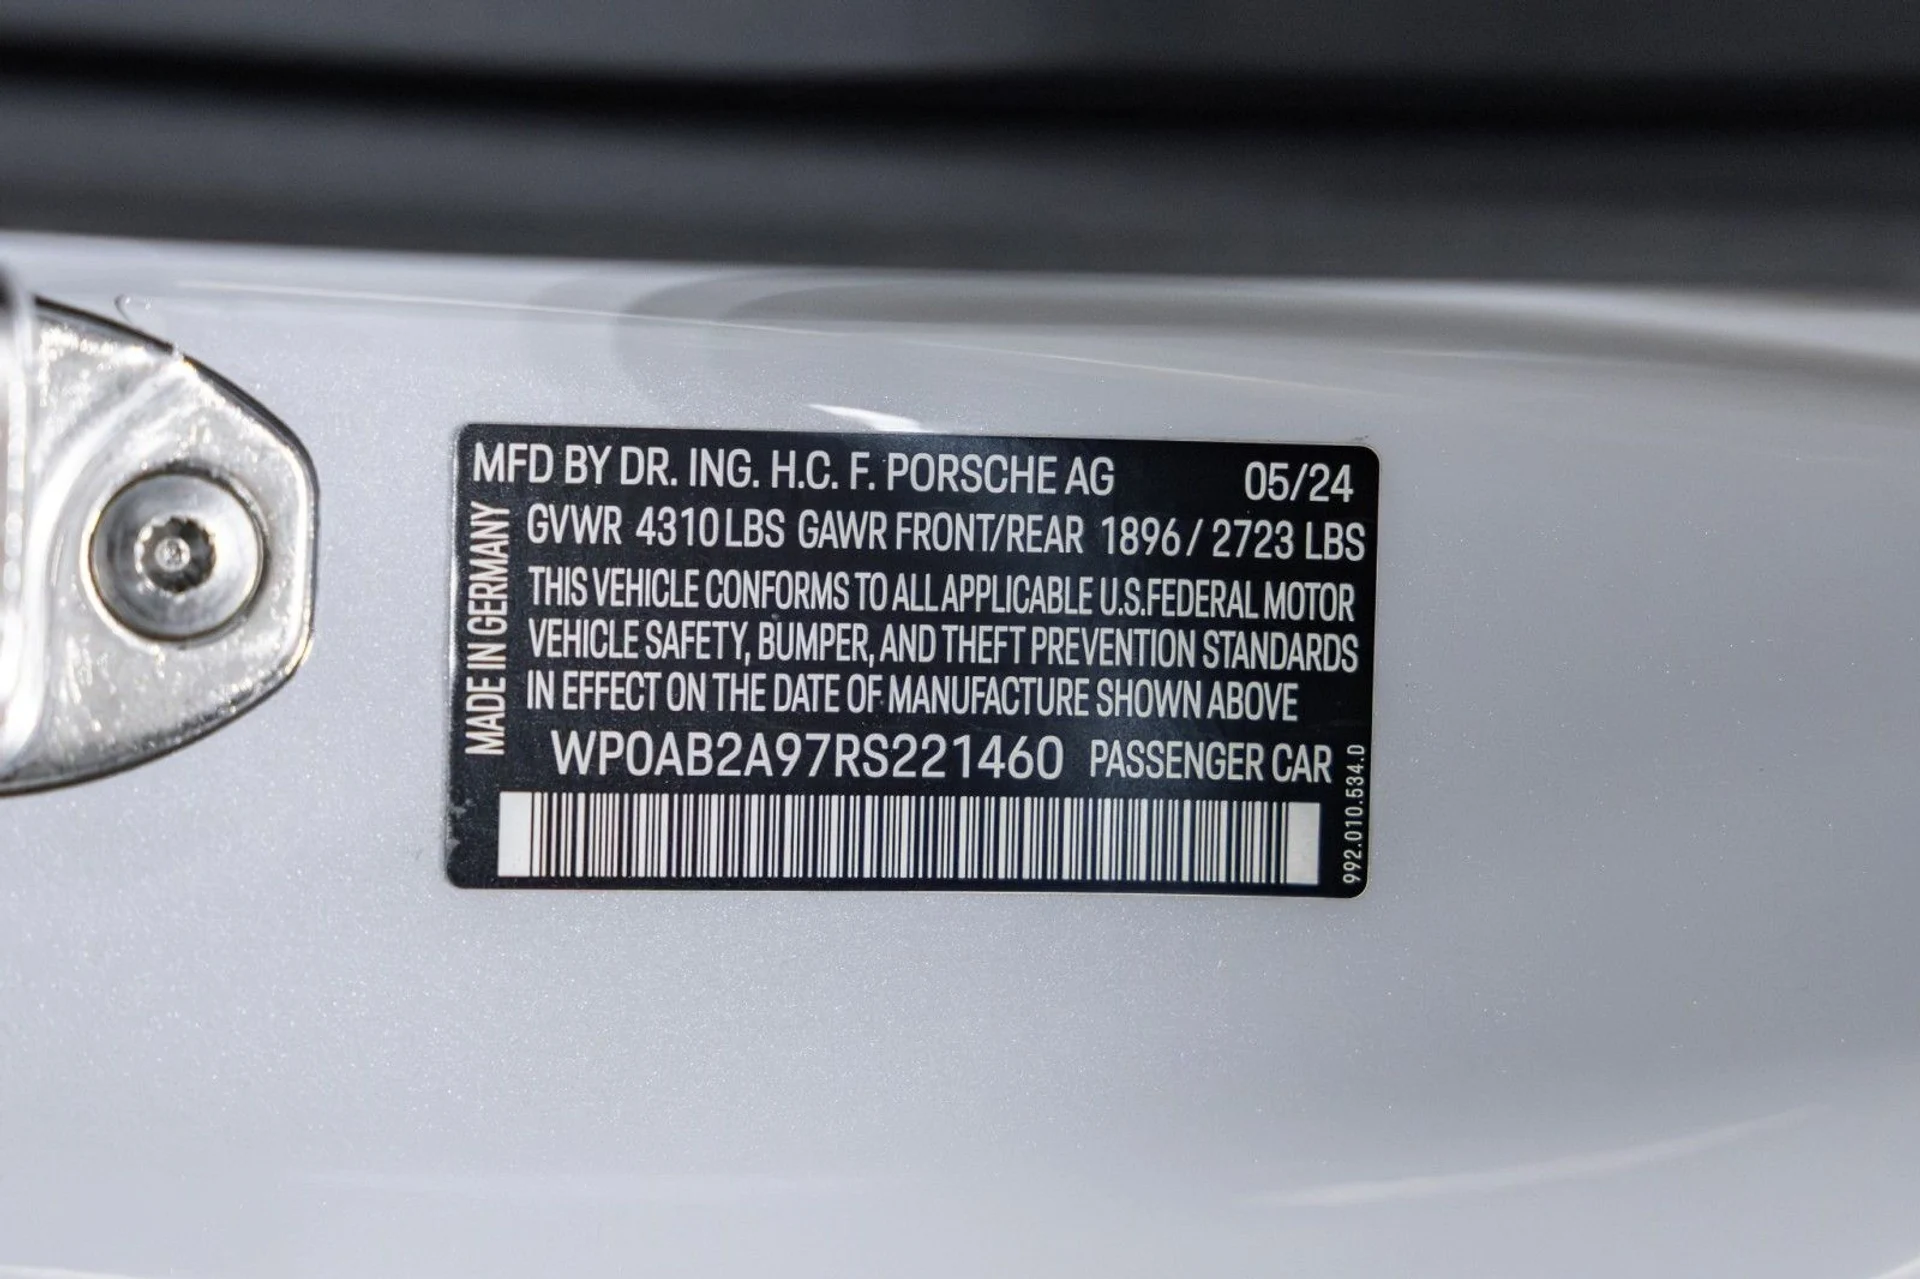 MFD BY DR. ING. H.C. F. PORSCHE AG 05/24
GVWR 4310 LBS GAWR FRONT/REAR 1896 / 2723 LBS
THIS VEHICLE CONFORMS TO ALL APPLICABLE U.S. FEDERAL MOTOR
VEHICLE SAFETY, BUMPER, AND THEFT PREVENTION STANDARDS
IN EFFECT ON THE DATE OF MANUFACTURE SHOWN ABOVE
WP0AB2A97RS221460 PASSENGER CAR
MADE IN GERMANY
992.010.534.D